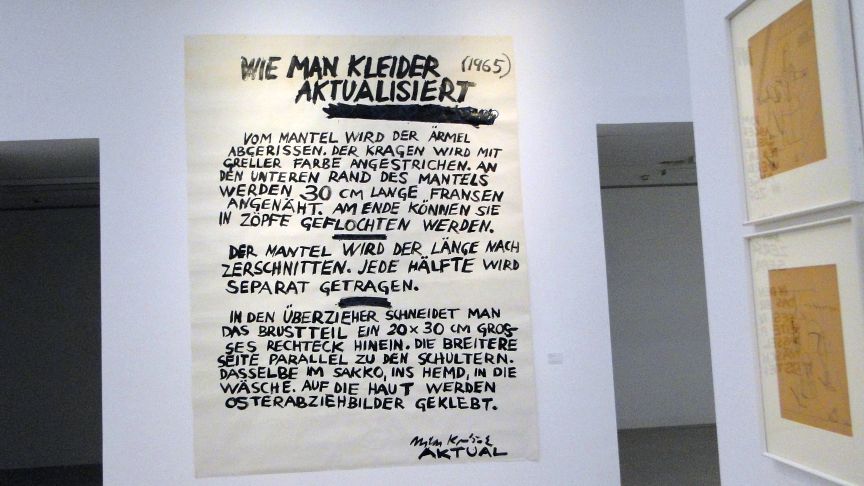 WIE MAN KLEIDER (1965)
AKTUALISIERT
VOM MANTEL WIRD DER ÄRMEL
ABGERISSEN. DER KRAGEN WIRD MIT
GRELLER FARBE ANGESTRICHEN. AN
DEN UNTEREN RAND DES MANTELS
WERDEN 30 CM LANGE FRANSEN
ANGENÄHT. AM ENDE KÖNNEN SIE
IN ZÖPFE GEFLOCHTEN WERDEN.
DER MANTEL WIRD DER LÄNGE NACH
ZERSCHNITTEN. JEDE HÄLFTE WIRD
SEPARAT GETRAGEN.
IN DEN ÜBERZIEHER SCHNEIDET MAN
DAS BRUSTTEIL EIN 20 x 30 CM GROS-
SES RECHTECK HINEIN. DIE BREITERE
SEITE PARALLEL ZU DEN SCHULTERN.
DASSELBE IM SAKKO, INS HEMD, IN DIE
WÄSCHE. AUF DIE HAUT WERDEN
OSTERABZIEHBILDER GEKLEBT.
AKTUAL